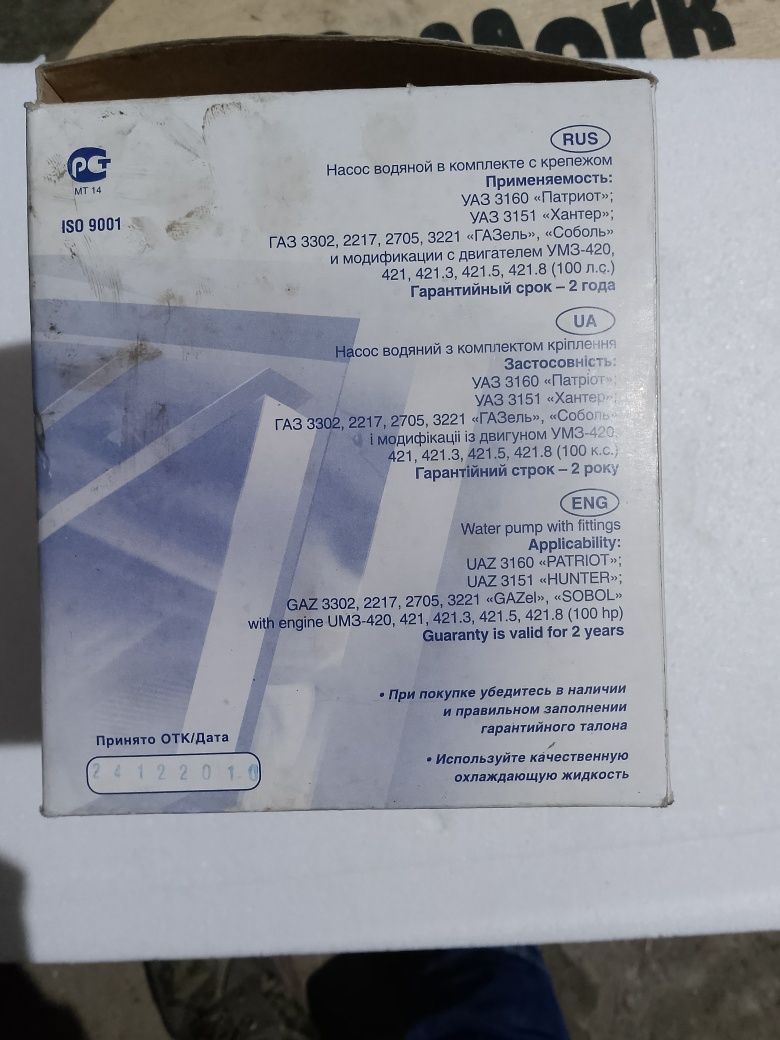 Mark
RUS
Насос водяной в комплекте с крепежом
Применяемость:
УАЗ 3160 «Патриот»;
УАЗ 3151 «Хантер»;
ГАЗ 3302, 2217, 2705, 3221 «ГАЗель», «Соболь»
и модификации с двигателем УМЗ-420,
421, 421.3, 421.5, 421.8 (100 л.с.)
Гарантийный срок – 2 года
РСТ
МТ 14
ISO 9001
UA
Насос водяний з комплектом кріплення
Застосовність:
УАЗ 3160 «Патріот»;
УАЗ 3151 «Хантер»;
ГАЗ 3302, 2217, 2705, 3221 «ГАЗель», «Соболь»
і модифікаціі із двигуном УМЗ-420,
421, 421.3, 421.5, 421.8 (100 к.с.)
Гарантійний строк – 2 року
ENG
Water pump with fittings
Applicability:
UAZ 3160 «PATRIOT»;
UAZ 3151 «HUNTER»;
GAZ 3302, 2217, 2705, 3221 «GAZel», «SOBOL»
with engine UMЗ-420, 421, 421.3, 421.5, 421.8 (100 hp)
Guaranty is valid for 2 years
• При покупке убедитесь в наличии
и правильном заполнении
гарантийного талона
• Используйте качественную
охлаждающую жидкость
Принято ОТК/Дата
24122010